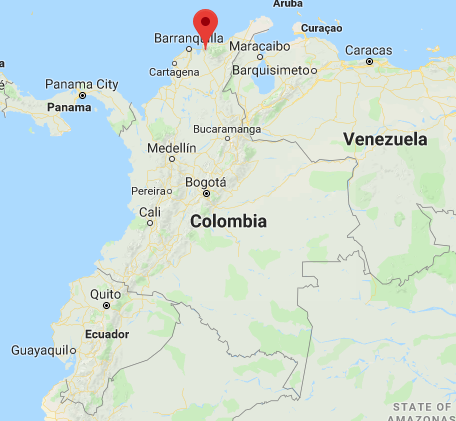 Aruba
Curaçao
Barranquilla
Maracaibo
Caracas
Cartagena
Barquisimeto
Panama City
Panama
Bucaramanga
Venezuela
Medellín
Bogotá
Pereira
Cali
Colombia
Quito
Ecuador
Guayaquil
STATE OF
AMAZONAS